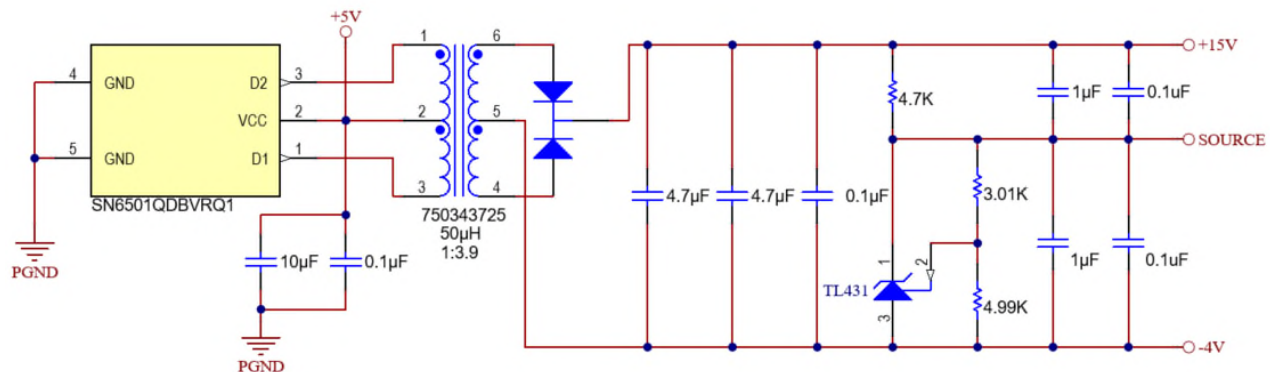 +5V
4
GND
D2
3
VCC
2
5
GND
D1
1
SN6501QDBVRQ1
PGND
10µF
0.1µF
PGND
1
2
3
6
5
4
750343725
50µH
1:3.9
4.7µF
4.7µF
0.1µF
4.7K
1
2
3
TL431
3.01K
4.99K
1µF
0.1uF
1µF
0.1uF
+15V
SOURCE
-4V